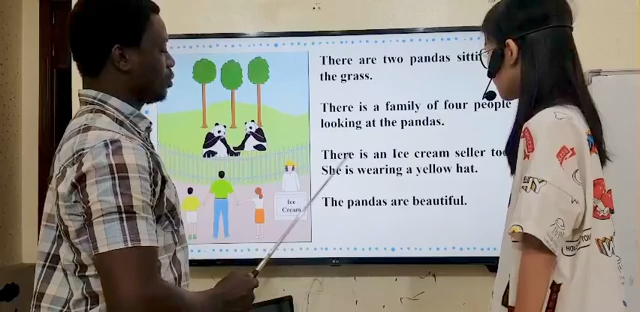 There are two pandas
the grass.
There is a family of four people
looking at the pandas.
There is an Ice cream seller
She is wearing a yellow hat.
The pandas are beautiful.
Ice
Cream